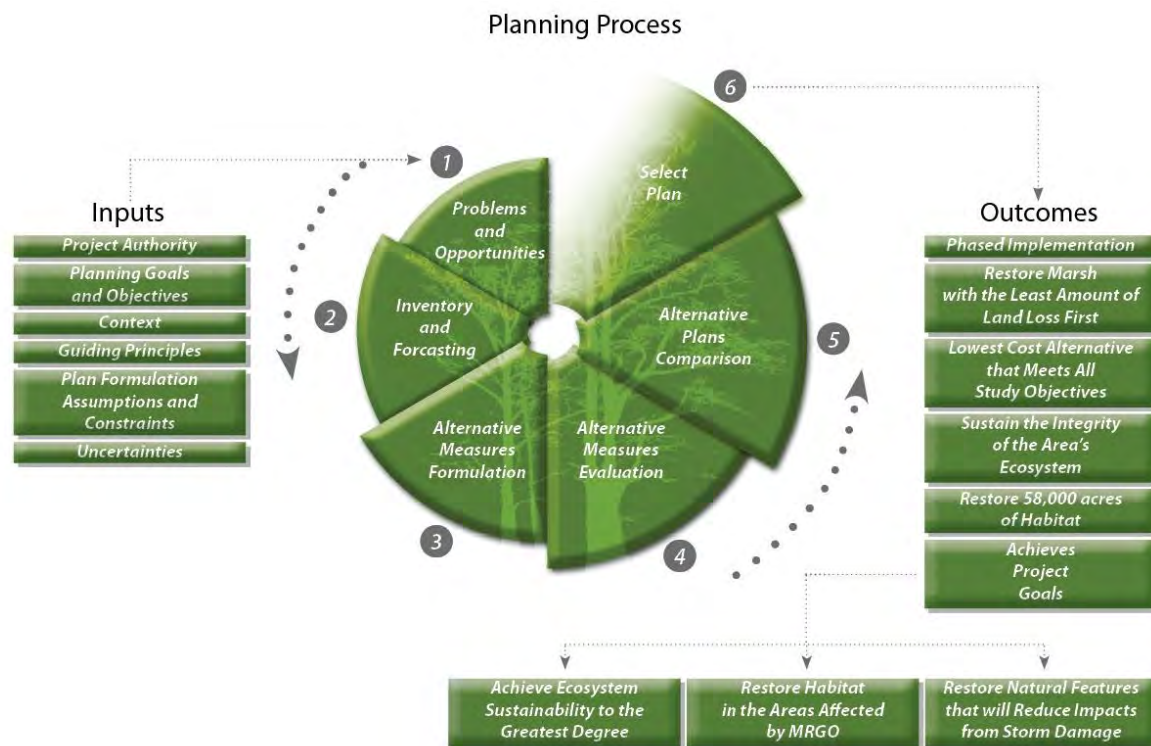 Planning Process
Inputs
Project Authority
Planning Goals
and Objectives
Context
Guiding Principles
Plan Formulation
Assumptions and
Constraints
Uncertainties
1
Problems
and
Opportunities
2
Inventory
and
Forcasting
3
Alternative
Measures
Formulation
4
Alternative
Measures
Evaluation
5
Alternative
Plans
Comparison
6
Select
Plan
Outcomes
Phased Implementation
Restore Marsh
with the Least Amount of
Land Loss First
Lowest Cost Alternative
that Meets All
Study Objectives
Sustain the Integrity
of the Area's
Ecosystem
Restore 58,000 acres
of Habitat
Achieves
Project
Goals
Achieve Ecosystem
Sustainability to the
Greatest Degree
Restore Habitat
in the Areas Affected
by MRGO
Restore Natural Features
that will Reduce Impacts
from Storm Damage